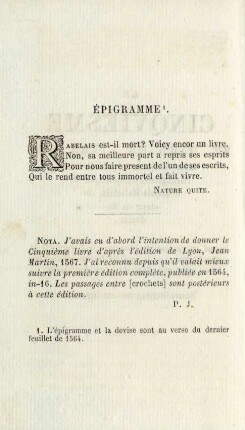 ÉPIGRAMME¹.
RABELAIS est-il mort? Voicy encor un livre.
Non, sa meilleure part a repris ses esprits
Pour nous faire présent de l'un de ses escrits,
Qui le rend entre tous immortel et fait vivre.
NATURE QUITE.
NOTA. J'avais eu d'abord l'intention de donner le
Cinquième livre d'après l'édition de Lyon, Jean
Martin, 1567. J'ai reconnu depuis qu'il valait mieux
suivre la première édition complète, publiée en 1564,
in-16. Les passages entre [crochets] sont postérieurs
à cette édition.
P. J.
1. L'épigramme et la devise sont au verso du dernier
feuillet de 1564.